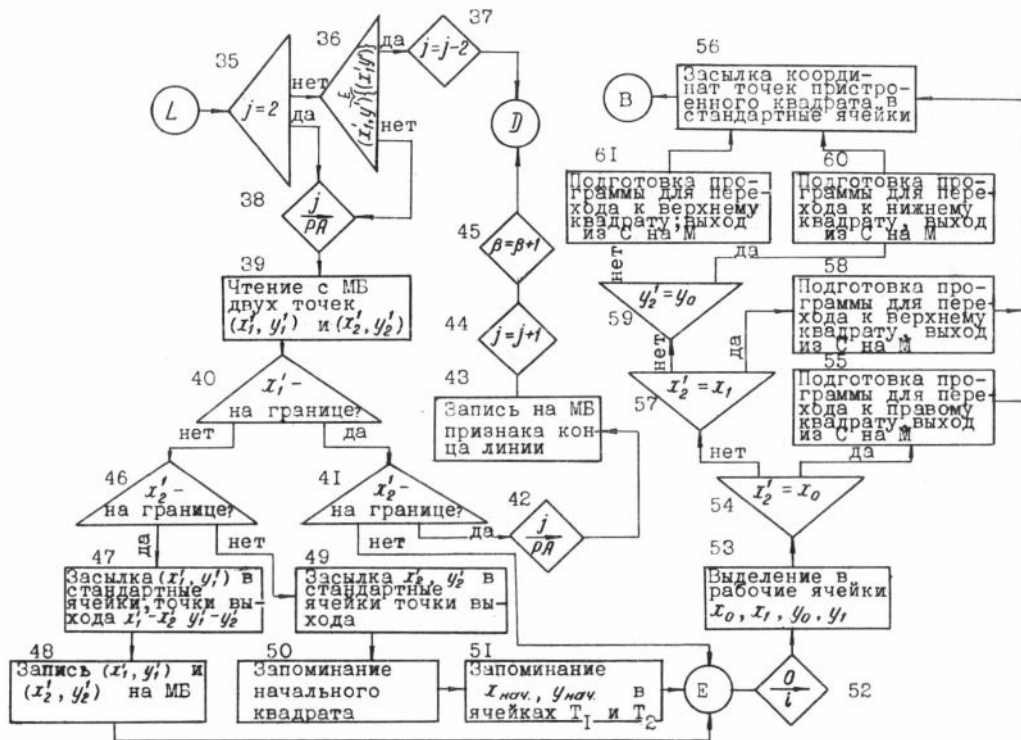 35
L
j=2
нет
да
36
(x'₁,y'){E}(x'₁y')}
да
нет
37
j=j-2
D
38
j
PA
39
Чтение с МБ
двух точек
(x'₁, y'₁) и (x'₂, y'₂)
40
x'₁ –
на границе?
нет
да
46
x'₂ –
на границе?
да
нет
41
x'₂ –
на границе?
да
нет
42
j
PA
43
Запись на МБ
признака кон-
ца линии
44
j=j+1
45
β=β+1
47
Засылка (x'₁, y'₁) в
стандартные
ячейки, точки вы-
хода x'₁–x'₂ y'₁–y'₂
48
Запись (x'₁, y'₁) и
(x'₂, y'₂) на МБ
49
Засылка x'₂, y'₂ в
стандартные
ячейки точки вы-
хода
50
Запоминание
начального
квадрата
51
Запоминание
xнач., yнач. в
ячейках T₁ и T₂
E
52
0
i
53
Выделение в
рабочие ячейки
x₀, x₁, y₀, y₁
54
x'₂ = x₀
нет
да
55
Подготовка про-
граммы для пере-
хода к правому
квадрату, выход
из С на М
56
Засылка коорди-
нат точек пристро-
енного квадрата в
стандартные ячейки
B
57
x'₂ = x₁
нет
да
58
Подготовка про-
граммы для пере-
хода к верхнему
квадрату, выход
из С на М
59
y'₂ = y₀
нет
да
60
Подготовка про-
граммы для пере-
хода к нижнему
квадрату, выход
из С на М
61
Подготовка про-
граммы для пере-
хода к верхнему
квадрату; выход
из С на М